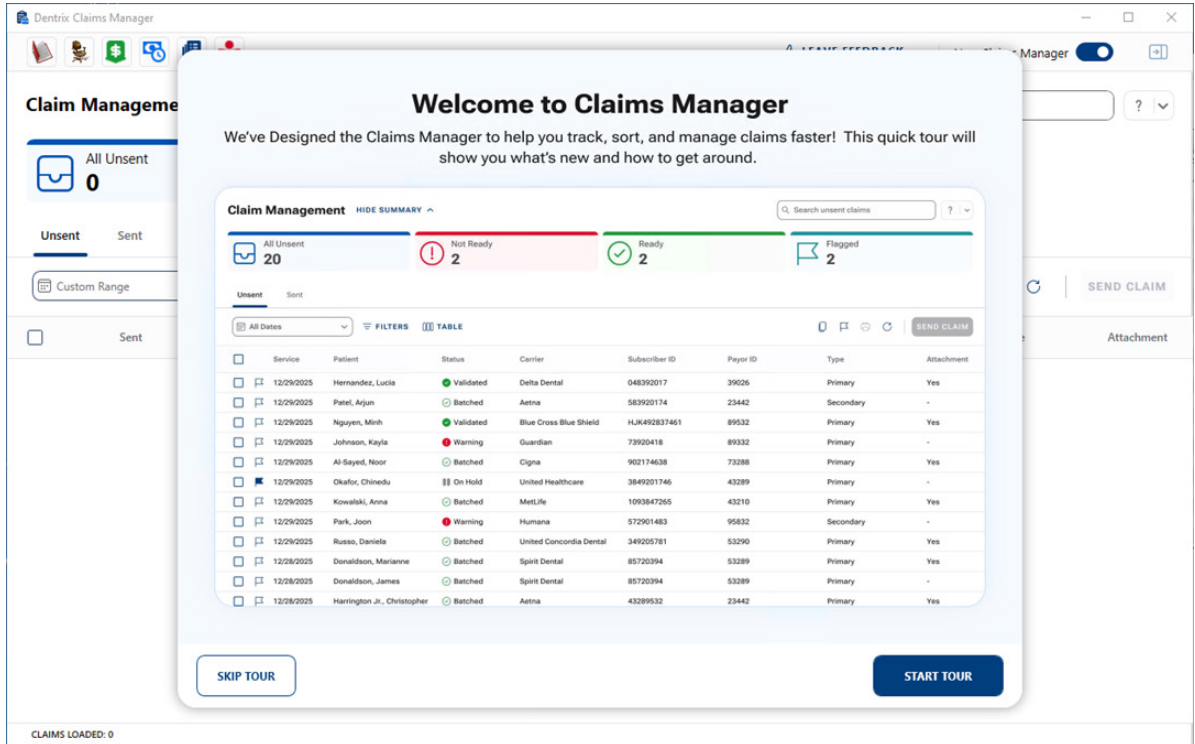 Dentrix Claims Manager
Manager
Claim Manageme
?
All Unsent
0
Unsent Sent
Custom Range
SEND CLAIM
Sent
Attachment
Welcome to Claims Manager
We've Designed the Claims Manager to help you track, sort, and manage claims faster! This quick tour will
show you what's new and how to get around.
Claim Management HIDE SUMMARY
Search unsent claims
?
All Unsent
20
Not Ready
2
Ready
2
Flagged
2
Unsent Sent
All Dates FILTERS TABLE SEND CLAIM
Service Patient Status Carrier Subscriber ID Payor ID Type Attachment
12/29/2025 Hernandez, Lucia Validated Delta Dental 048392017 39026 Primary Yes
12/29/2025 Patel, Arjun Batched Aetna 583920174 23442 Secondary -
12/29/2025 Nguyen, Minh Validated Blue Cross Blue Shield HJK492837461 89532 Primary Yes
12/29/2025 Johnson, Kayla Warning Guardian 73920418 89332 Primary -
12/29/2025 Al-Sayed, Noor Batched Cigna 902174638 73288 Primary Yes
12/29/2025 Okafor, Chinedu On Hold United Healthcare 3849201746 43289 Primary -
12/29/2025 Kowalski, Anna Batched MetLife 1093847265 43210 Primary Yes
12/29/2025 Park, Joon Warning Humana 572901483 95832 Secondary -
12/29/2025 Russo, Daniela Batched United Concordia Dental 349205781 53290 Primary Yes
12/28/2025 Donaldson, Marianne Batched Spirit Dental 85720394 53289 Primary Yes
12/28/2025 Donaldson, James Batched Spirit Dental 85720394 53289 Primary -
12/28/2025 Harrington Jr., Christopher Batched Aetna 43289532 23442 Primary Yes
SKIP TOUR
START TOUR
CLAIMS LOADED: 0